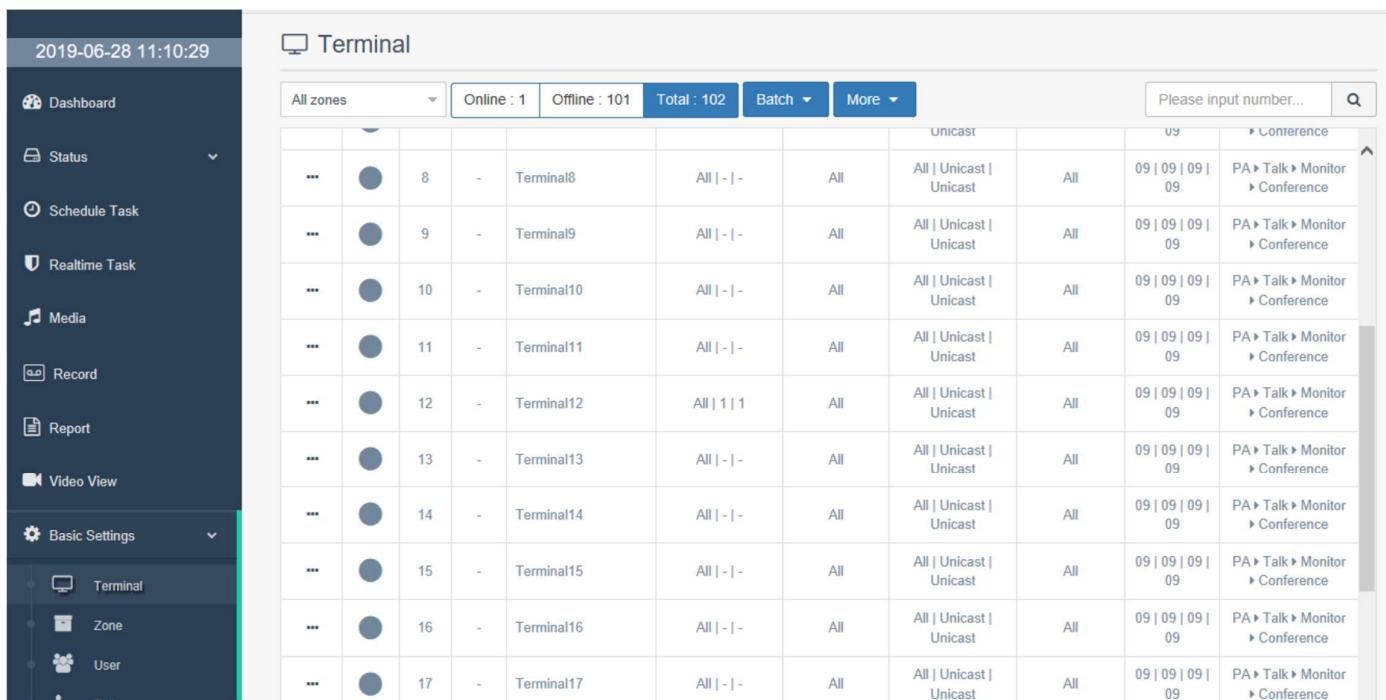 2019-06-28 11:10:29
Dashboard
Status
Schedule Task
Realtime Task
Media
Record
Report
Video View
Basic Settings
Terminal
Zone
User
Terminal
All zones Online : 1 Offline : 101 Total : 102 Batch More Please input number...
Unicast 09 Conference
8 - Terminal8 All | - | - All All | Unicast | Unicast All 09 | 09 | 09 | 09 PA Talk Monitor Conference
9 - Terminal9 All | - | - All All | Unicast | Unicast All 09 | 09 | 09 | 09 PA Talk Monitor Conference
10 - Terminal10 All | - | - All All | Unicast | Unicast All 09 | 09 | 09 | 09 PA Talk Monitor Conference
11 - Terminal11 All | - | - All All | Unicast | Unicast All 09 | 09 | 09 | 09 PA Talk Monitor Conference
12 - Terminal12 All | 1 | 1 All All | Unicast | Unicast All 09 | 09 | 09 | 09 PA Talk Monitor Conference
13 - Terminal13 All | - | - All All | Unicast | Unicast All 09 | 09 | 09 | 09 PA Talk Monitor Conference
14 - Terminal14 All | - | - All All | Unicast | Unicast All 09 | 09 | 09 | 09 PA Talk Monitor Conference
15 - Terminal15 All | - | - All All | Unicast | Unicast All 09 | 09 | 09 | 09 PA Talk Monitor Conference
16 - Terminal16 All | - | - All All | Unicast | Unicast All 09 | 09 | 09 | 09 PA Talk Monitor Conference
17 - Terminal17 All | - | - All All | Unicast | Unicast All 09 | 09 | 09 | 09 PA Talk Monitor Conference